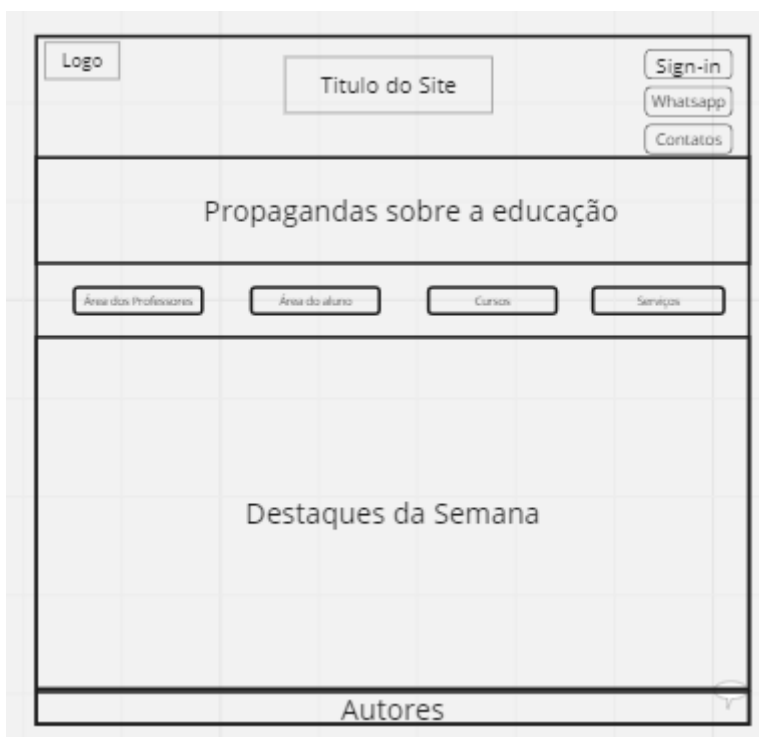 Logo
Titulo do Site
Sign-in
Whatsapp
Contatos
Propagandas sobre a educação
Área dos Professores
Área do aluno
Cursos
Serviços
Destaques da Semana
Autores